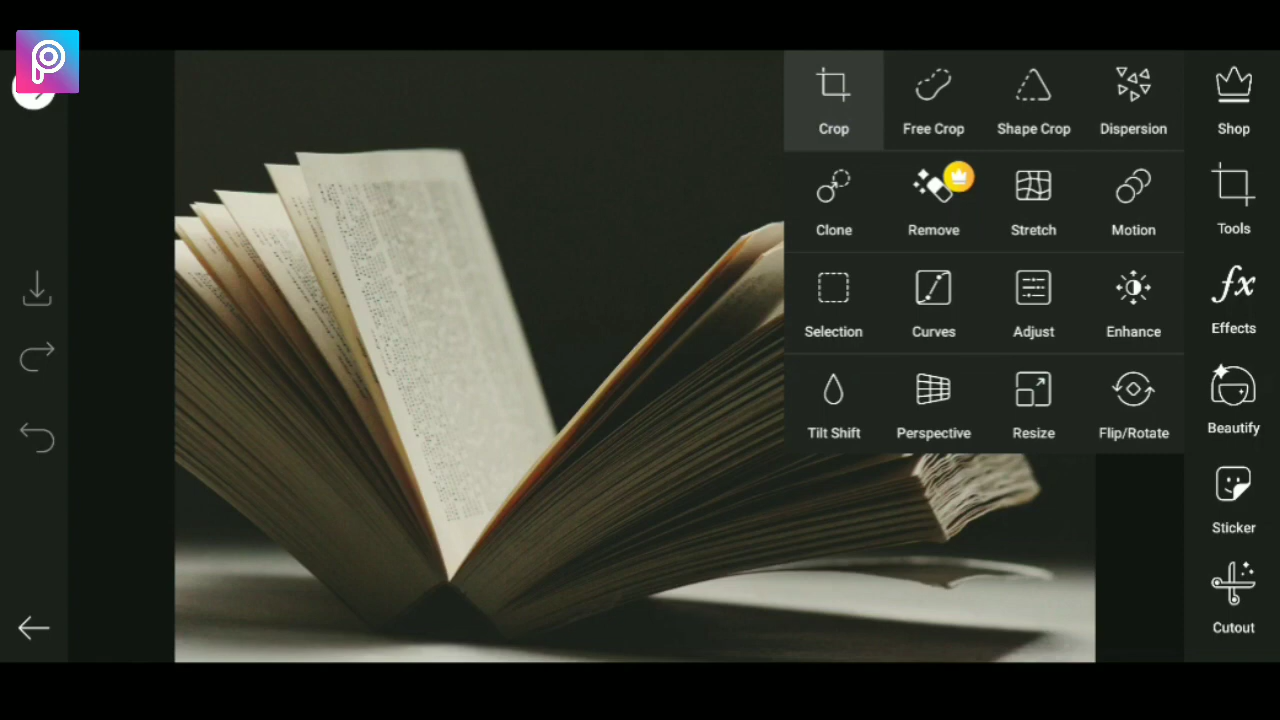 Crop Free Crop Shape Crop Dispersion
Clone Remove Stretch Motion
Selection Curves Adjust Enhance
Tilt Shift Perspective Resize Flip/Rotate
Shop
Tools
fx
Effects
Beautify
Sticker
Cutout